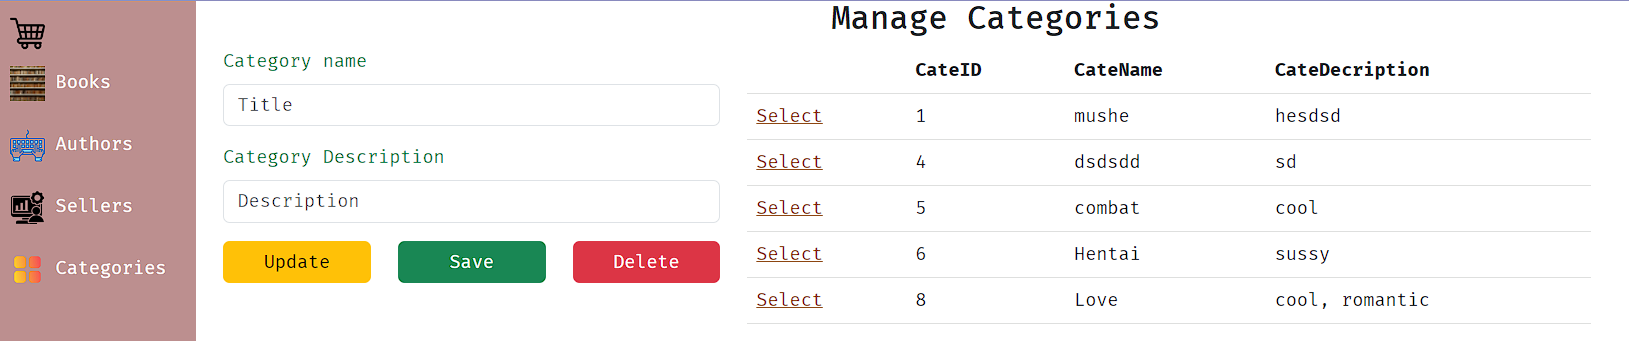 Manage Categories
Books
Authors
Sellers
Categories
Category name
Title
Category Description
Description
Update Save Delete
CateID CateName CateDecription
Select 1 mushe hesdsd
Select 4 dsdsdd sd
Select 5 combat cool
Select 6 Hentai sussy
Select 8 Love cool, romantic